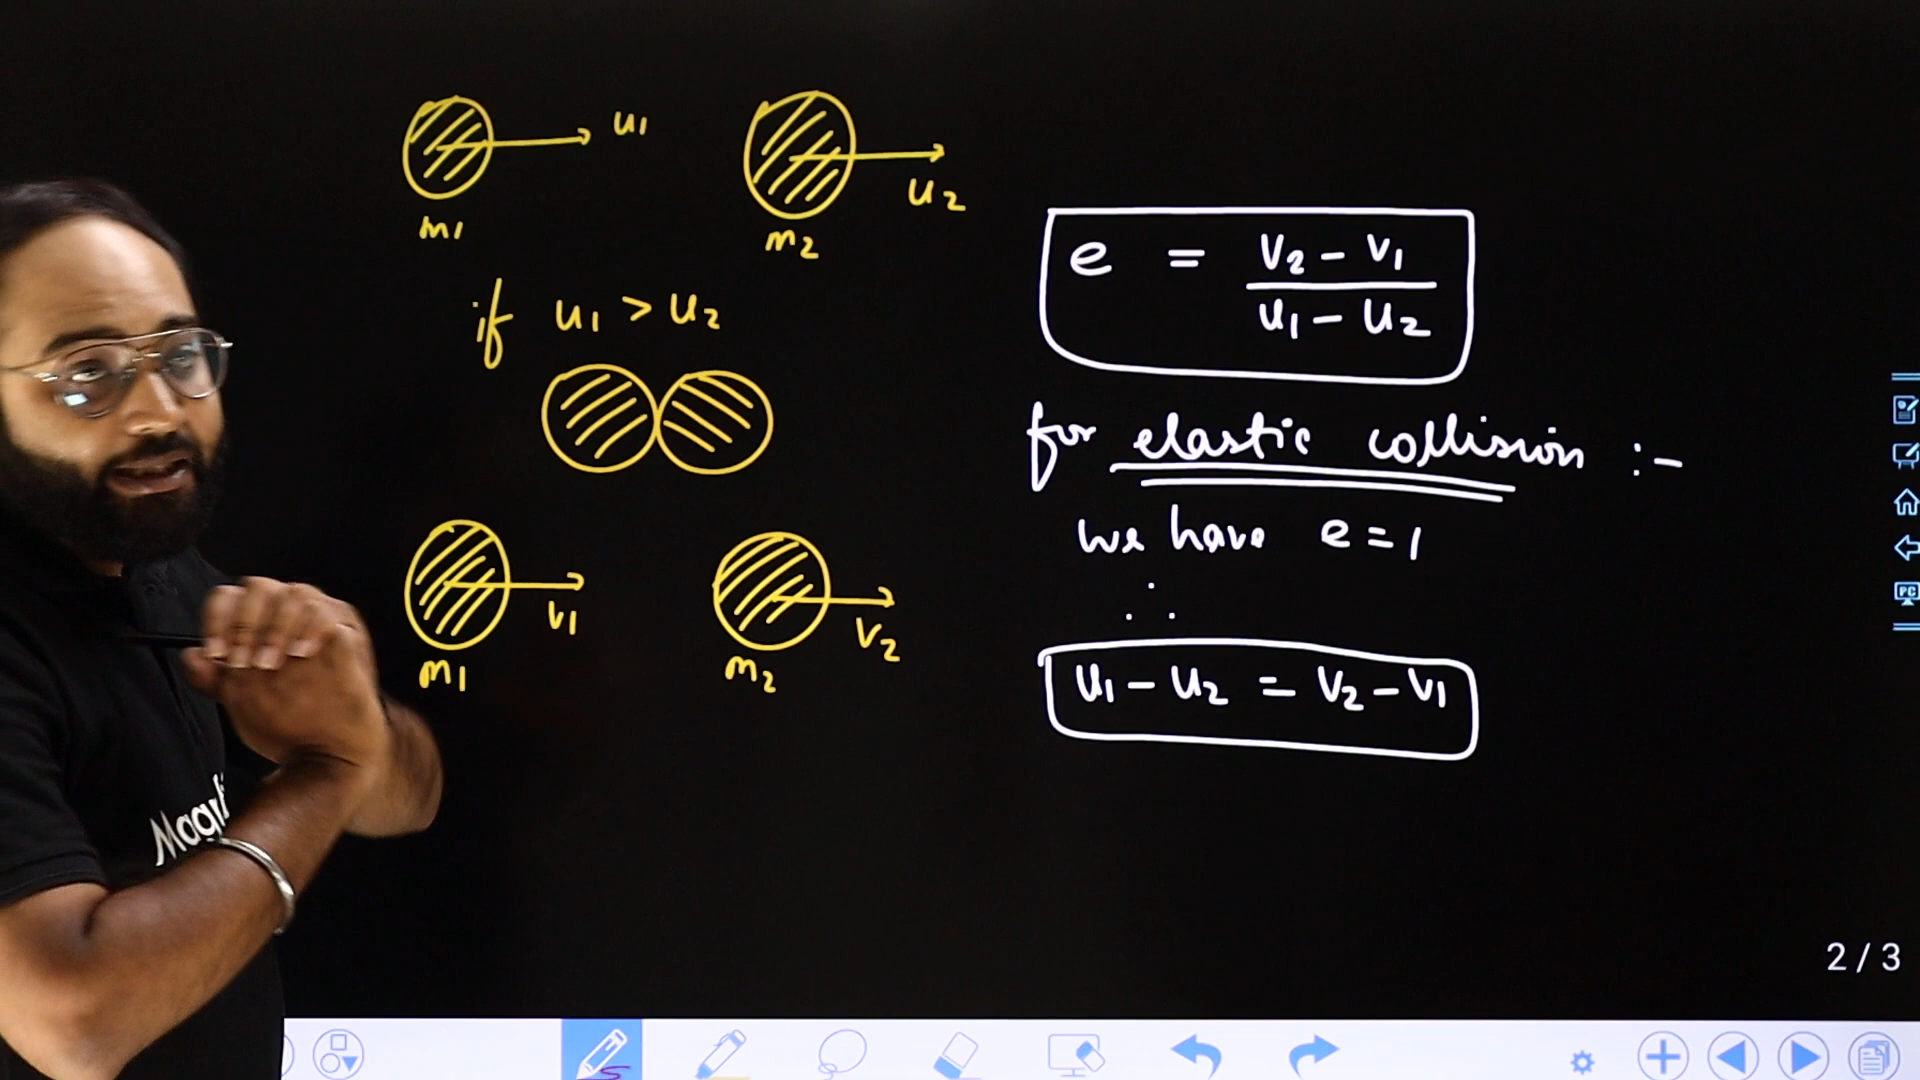 u1
u2
m1
m2
if u1 > u2
v1
v2
m1
m2
e = v2 - v1
u1 - u2
for elastic collision :-
we have e = 1
∴
u1 - u2 = v2 - v1
2 / 3
PC